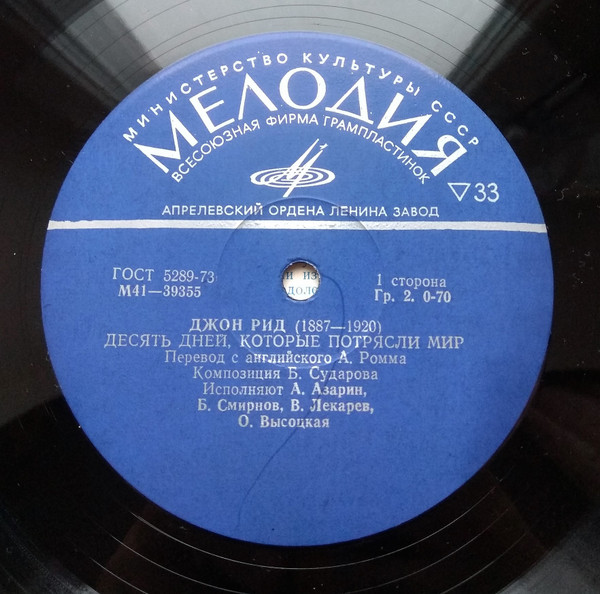 МИНИСТЕРСТВО КУЛЬТУРЫ СССР
МЕЛОДИЯ
ВСЕСОЮЗНАЯ ФИРМА ГРАМПЛАСТИНОК
▽33
АПРЕЛЕВСКИЙ ОРДЕНА ЛЕНИНА ЗАВОД
ГОСТ 5289-73
М41—39355
и из
1 сторона
Гр. 2. 0-70
ДЖОН РИД (1887—1920)
ДЕСЯТЬ ДНЕЙ, КОТОРЫЕ ПОТРЯСЛИ МИР
Перевод с английского А. Ромма
Композиция Б. Сударова
Исполняют А. Азарин,
Б. Смирнов, В. Лекарев,
О. Высоцкая